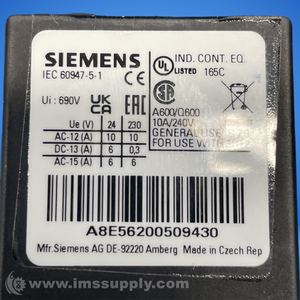 SIEMENS
IEC 60947-5-1 CE
UL LISTED IND. CONT. EQ. 165C
Ui : 690V UK CA
Ue (V) 24 230
AC-12 (A) 10 10
DC-13 (A) 6 0,3
AC-15 (A) 6 6
A600/Q600
10A/240V
GENERAL USE
FOR USE WITH
A8E56200509430
Mfr.Siemens AG DE-92220 Amberg Made in Czech Rep
www.imssupply.com